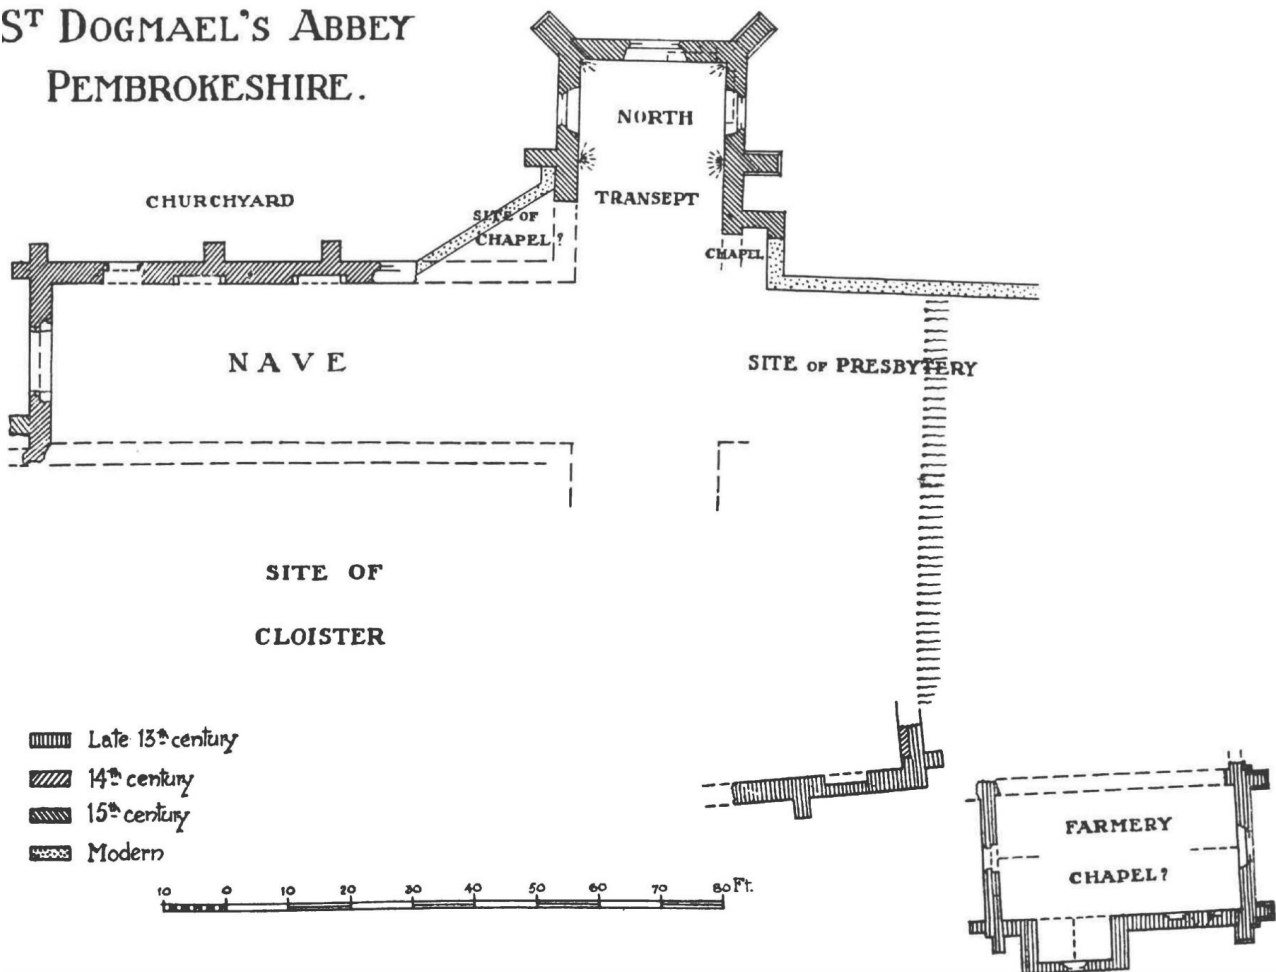 ST DOGMAEL'S ABBEY
PEMBROKESHIRE.
NORTH
TRANSEPT
CHURCHYARD
SITE OF
CHAPEL?
CHAPEL
NAVE
SITE OF PRESBYTERY
SITE OF
CLOISTER
Late 13th century
14th century
15th century
Modern
10 0 10 20 30 40 50 60 70 80 Ft.
FARMERY
CHAPEL?